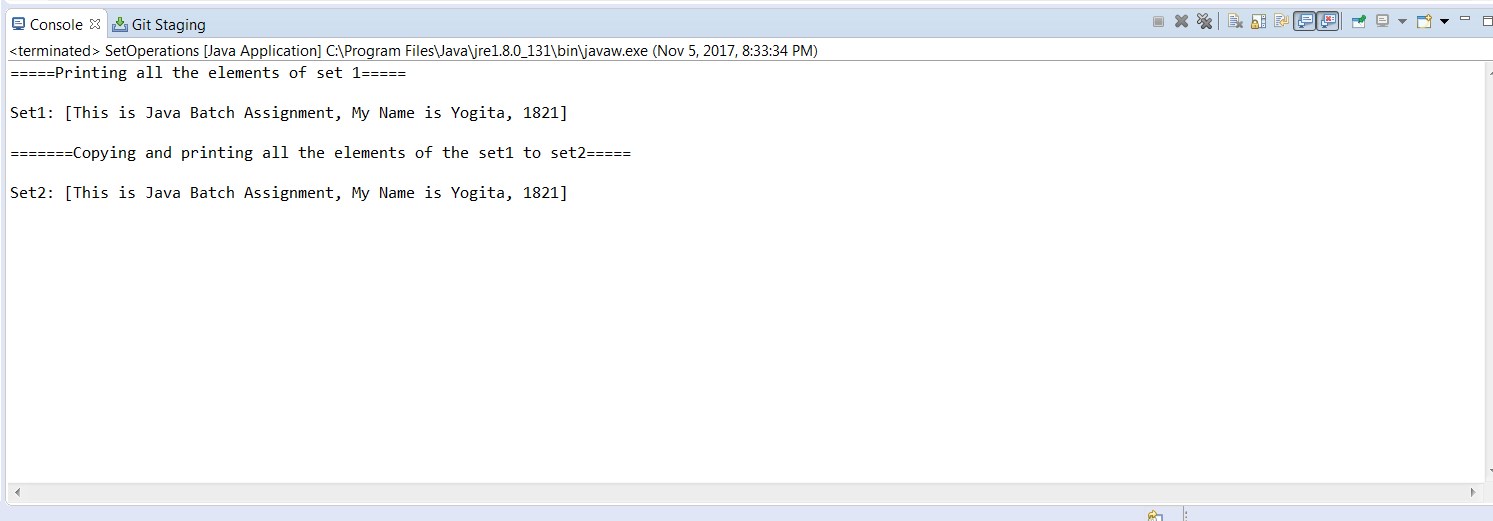 Console Git Staging
<terminated> SetOperations [Java Application] C:\Program Files\Java\jre1.8.0_131\bin\javaw.exe (Nov 5, 2017, 8:33:34 PM)
=====Printing all the elements of set 1=====
Set1: [This is Java Batch Assignment, My Name is Yogita, 1821]
=======Copying and printing all the elements of the set1 to set2=====
Set2: [This is Java Batch Assignment, My Name is Yogita, 1821]